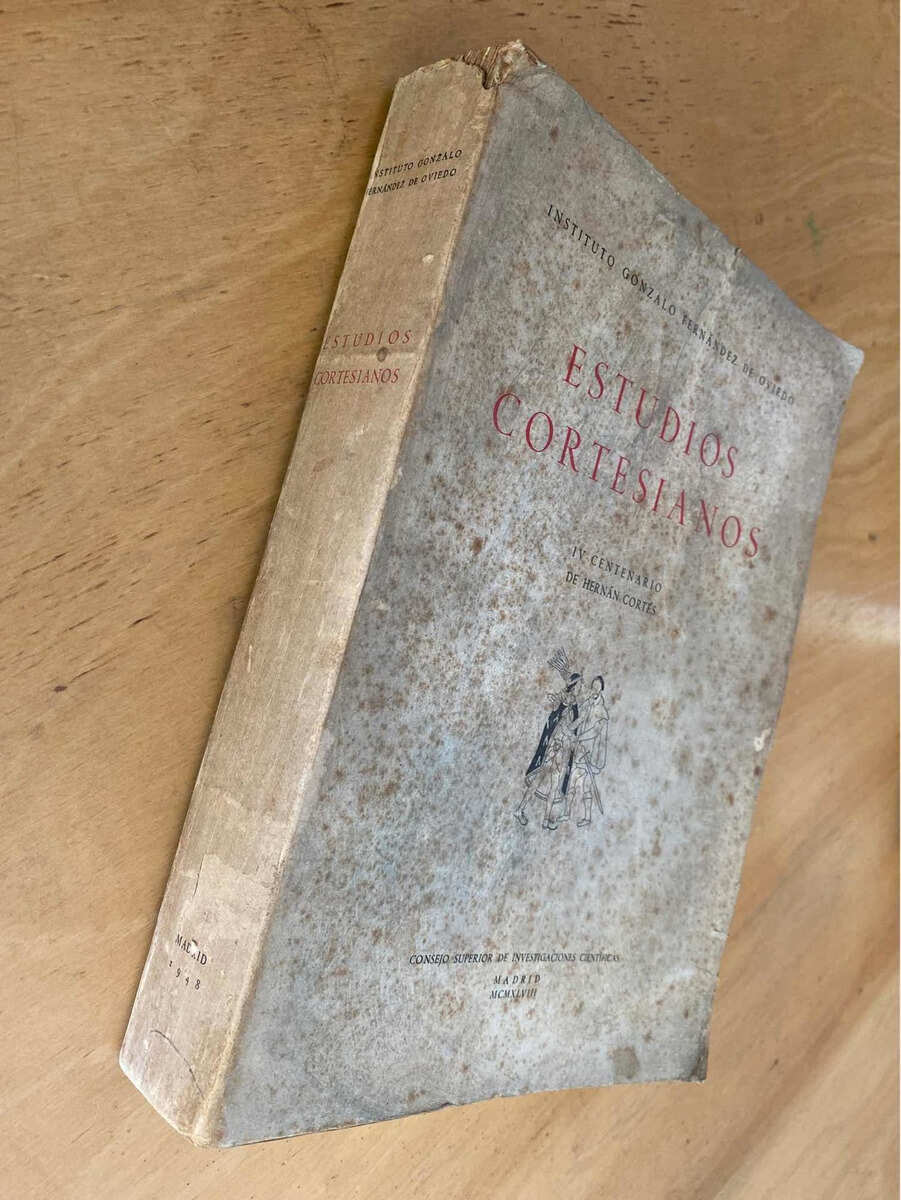 INSTITUTO GONZALO
FERNÁNDEZ DE OVIEDO
ESTUDIOS
CORTESIANOS
MADRID
1948
INSTITUTO GONZALO FERNÁNDEZ DE OVIEDO
ESTUDIOS
CORTESIANOS
IV CENTENARIO
DE HERNÁN CORTÉS
CONSEJO SUPERIOR DE INVESTIGACIONES CIENTÍFICAS
MADRID
MCMXLVIII